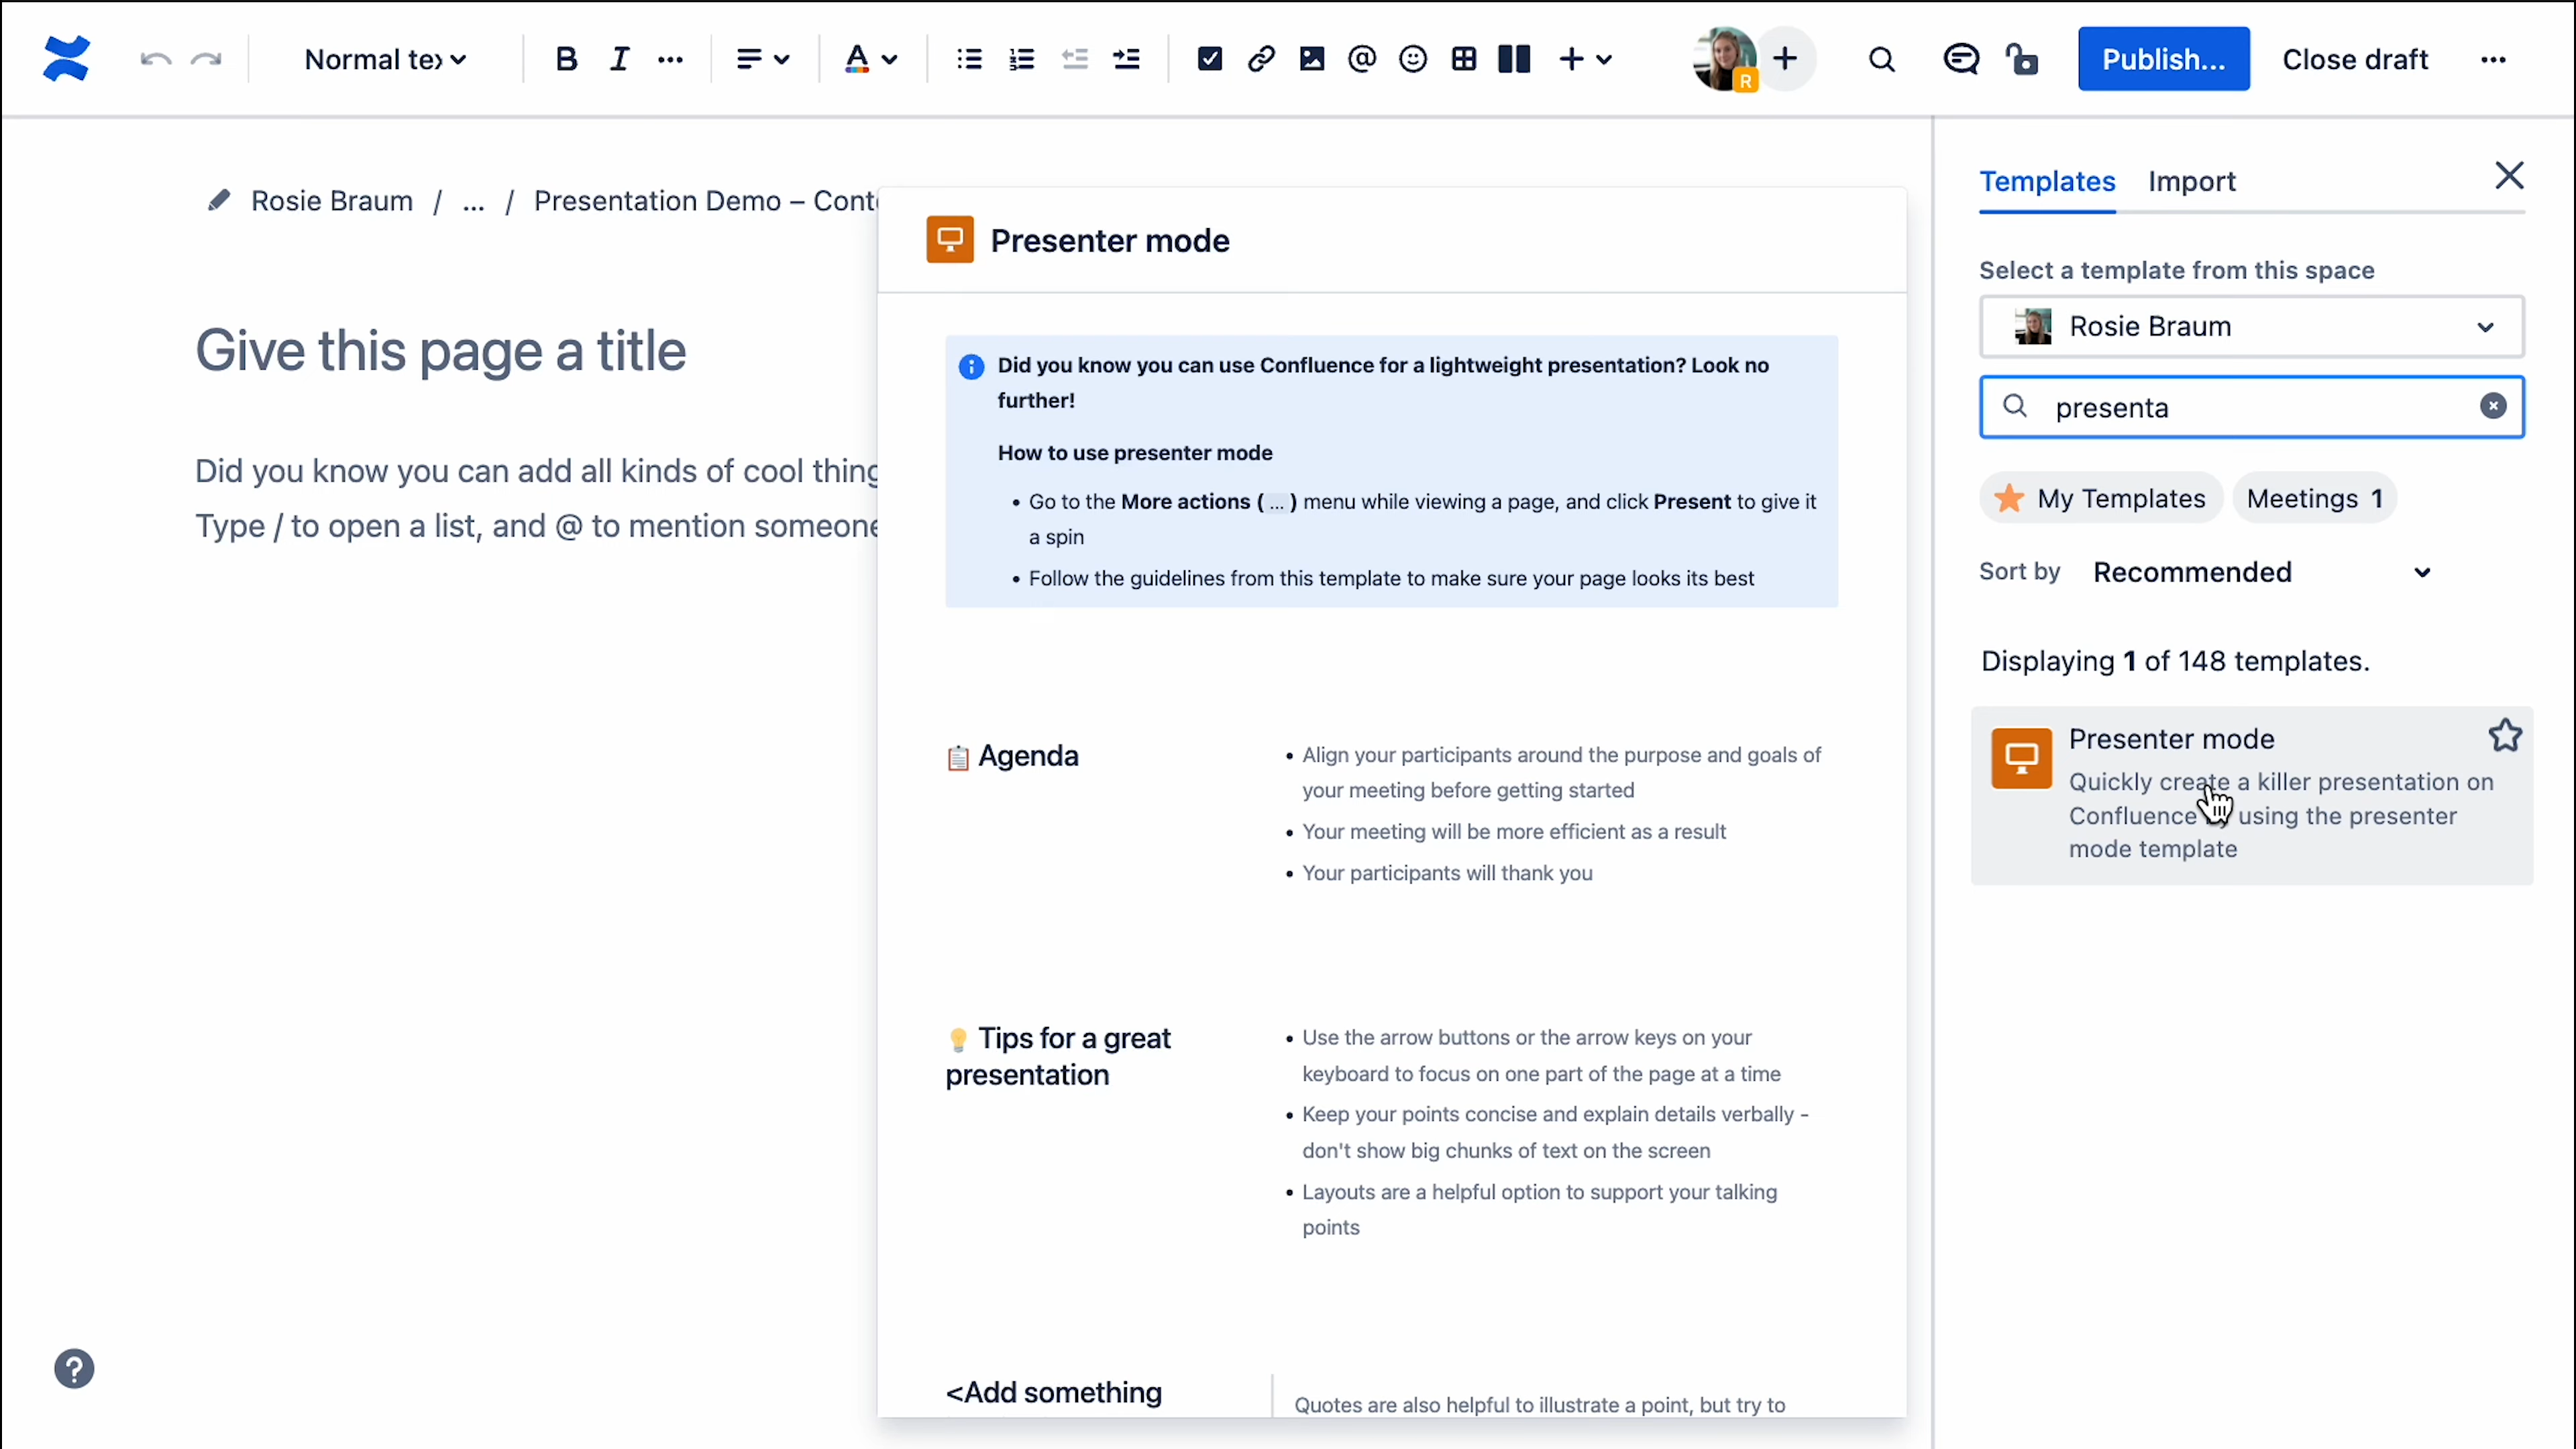 Normal te
B I ...
A
@
R
Publish... Close draft ...
Rosie Braum / ... / Presentation Demo – Cont
Give this page a title
Did you know you can add all kinds of cool thing
Type / to open a list, and @ to mention someone
?
Presenter mode
Did you know you can use Confluence for a lightweight presentation? Look no
further!
How to use presenter mode
• Go to the More actions ( ... ) menu while viewing a page, and click Present to give it
a spin
• Follow the guidelines from this template to make sure your page looks its best
Agenda
• Align your participants around the purpose and goals of
your meeting before getting started
• Your meeting will be more efficient as a result
• Your participants will thank you
Tips for a great
presentation
• Use the arrow buttons or the arrow keys on your
keyboard to focus on one part of the page at a time
• Keep your points concise and explain details verbally -
don't show big chunks of text on the screen
• Layouts are a helpful option to support your talking
points
<Add something
Quotes are also helpful to illustrate a point, but try to
Templates Import
Select a template from this space
Rosie Braum
presenta
My Templates Meetings 1
Sort by Recommended
Displaying 1 of 148 templates.
Presenter mode
Quickly create a killer presentation on
Confluence using the presenter
mode template